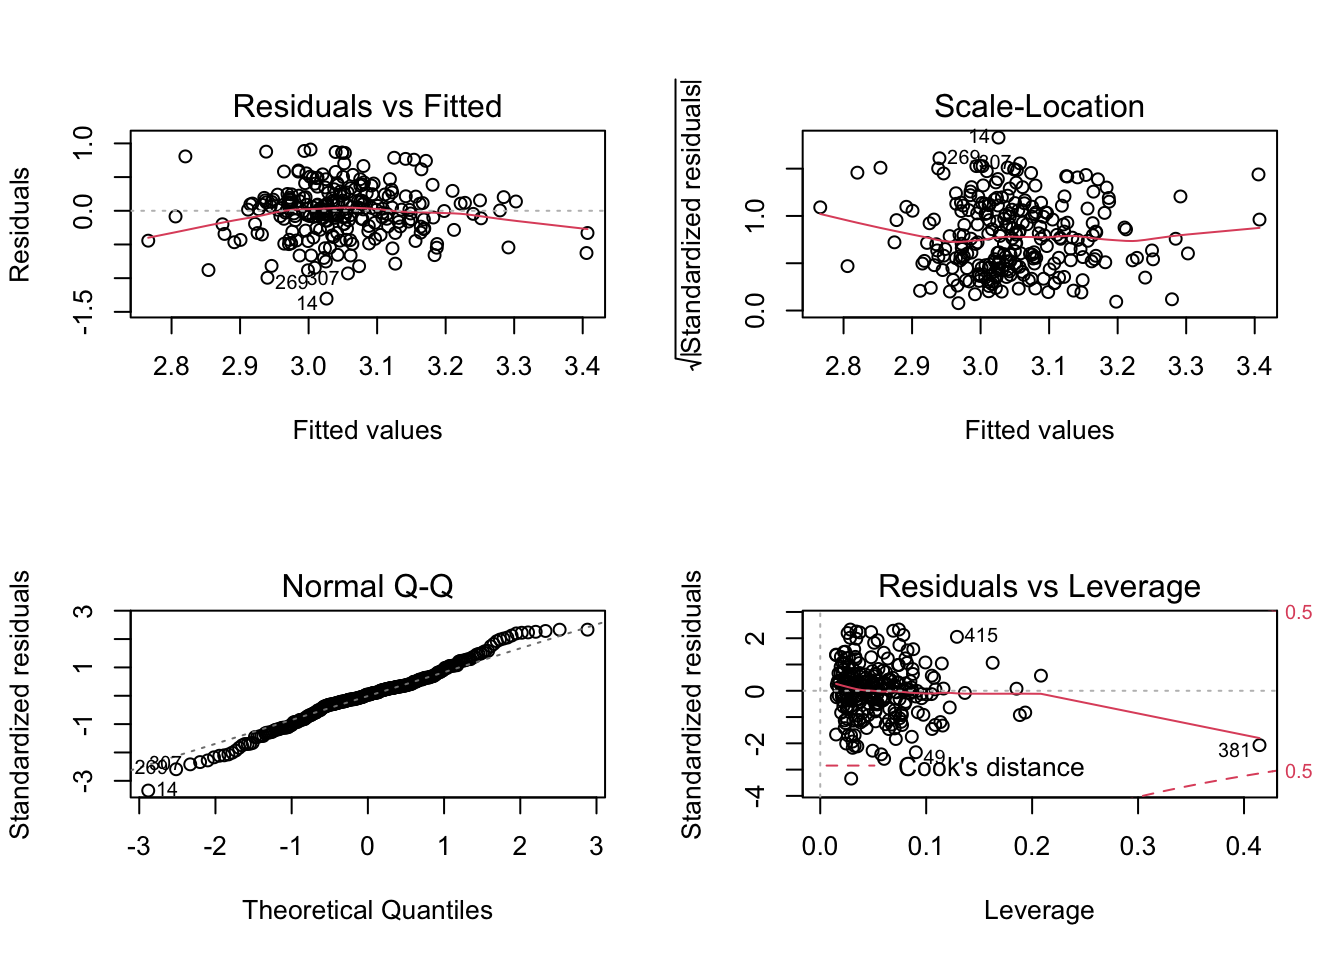 Residuals vs Fitted
Residuals
1.0
0.0
-1.5
269
307
14
2.8 2.9 3.0 3.1 3.2 3.3 3.4
Fitted values
Scale-Location
√|Standardized residuals|
1.0
0.0
14
269
307
2.8 2.9 3.0 3.1 3.2 3.3 3.4
Fitted values
Normal Q-Q
Standardized residuals
3
1
-1
-3
269
307
14
-3 -2 -1 0 1 2 3
Theoretical Quantiles
Residuals vs Leverage
Standardized residuals
2
0
-2
-4
0.5
415
381
49
Cook's distance
0.5
0.0 0.1 0.2 0.3 0.4
Leverage